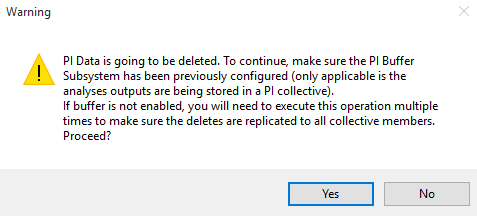 Warning
PI Data is going to be deleted. To continue, make sure the PI Buffer
Subsystem has been previously configured (only applicable is the
analyses outputs are being stored in a PI collective).
If buffer is not enabled, you will need to execute this operation multiple
times to make sure the deletes are replicated to all collective members.
Proceed?
Yes
No